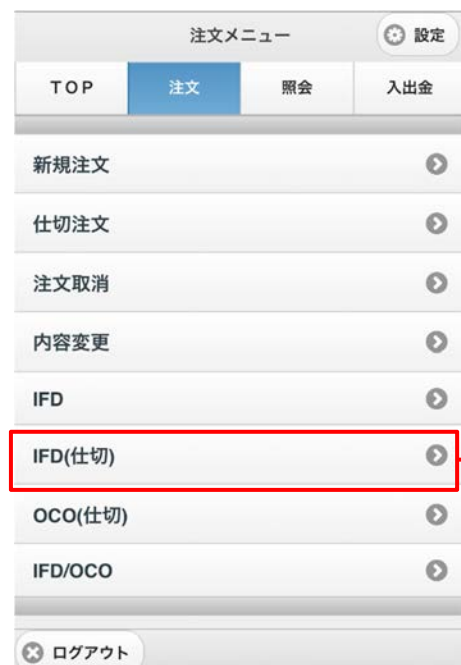 注文メニュー
設定
TOP 注文 照会 入出金
新規注文
仕切注文
注文取消
内容変更
IFD
IFD(仕切)
OCO(仕切)
IFD/OCO
ログアウト